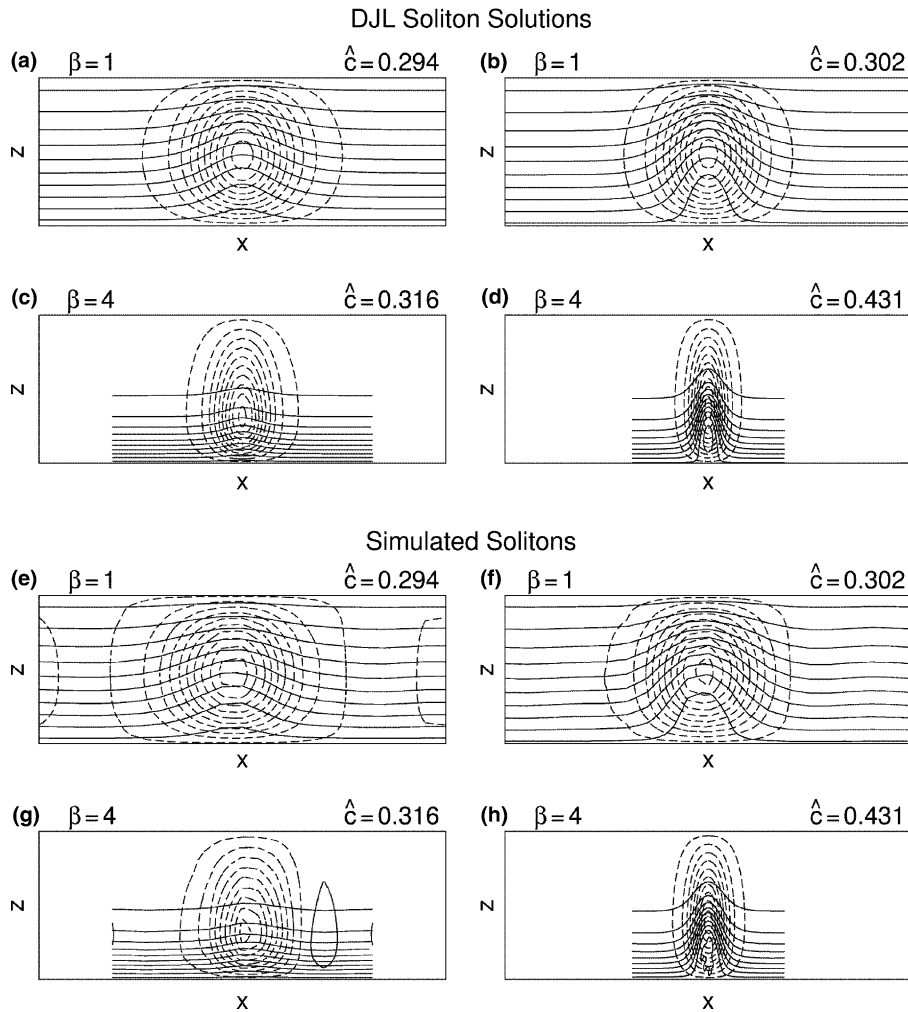 DJL Soliton Solutions
(a) β=1 ĉ=0.294
(b) β=1 ĉ=0.302
z
z
x
x
(c) β=4 ĉ=0.316
(d) β=4 ĉ=0.431
z
z
x
x
Simulated Solitons
(e) β=1 ĉ=0.294
(f) β=1 ĉ=0.302
z
z
x
x
(g) β=4 ĉ=0.316
(h) β=4 ĉ=0.431
z
z
x
x